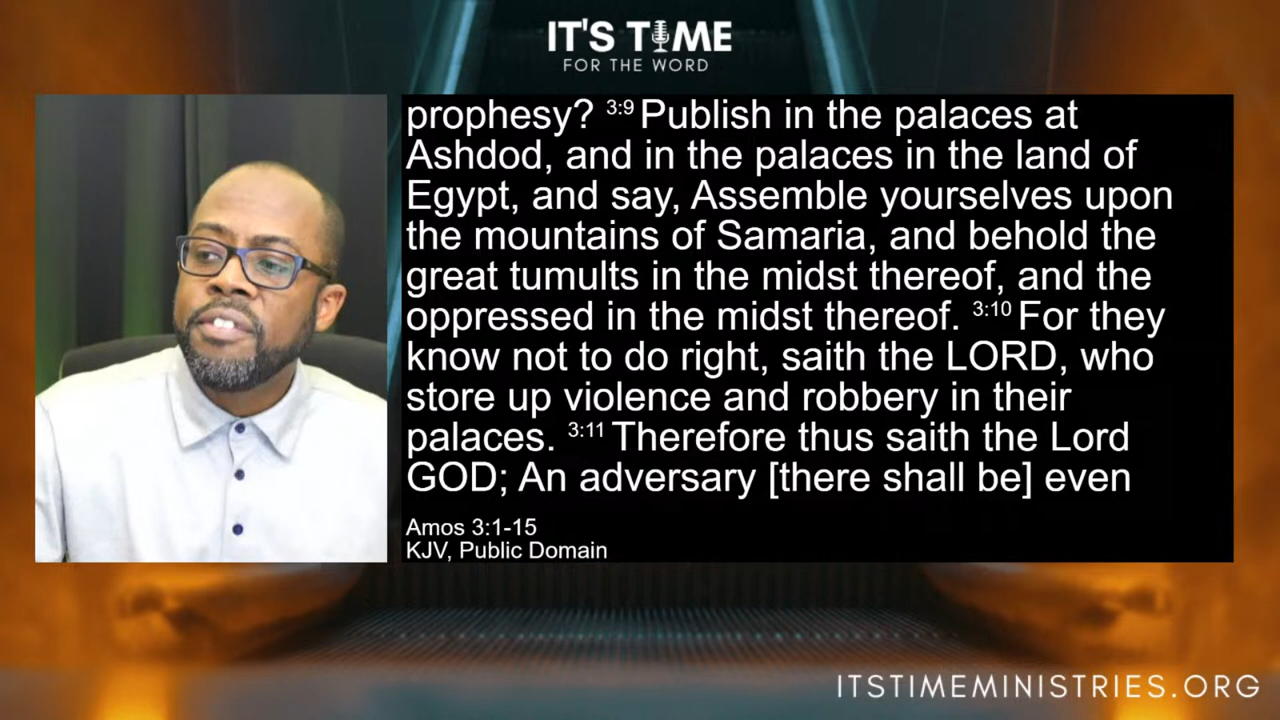 IT'S TIME
FOR THE WORD
prophesy? 3:9 Publish in the palaces at
Ashdod, and in the palaces in the land of
Egypt, and say, Assemble yourselves upon
the mountains of Samaria, and behold the
great tumults in the midst thereof, and the
oppressed in the midst thereof. 3:10 For they
know not to do right, saith the LORD, who
store up violence and robbery in their
palaces. 3:11 Therefore thus saith the Lord
GOD; An adversary [there shall be] even
Amos 3:1-15
KJV, Public Domain
ITSTIMEMINISTRIES.ORG